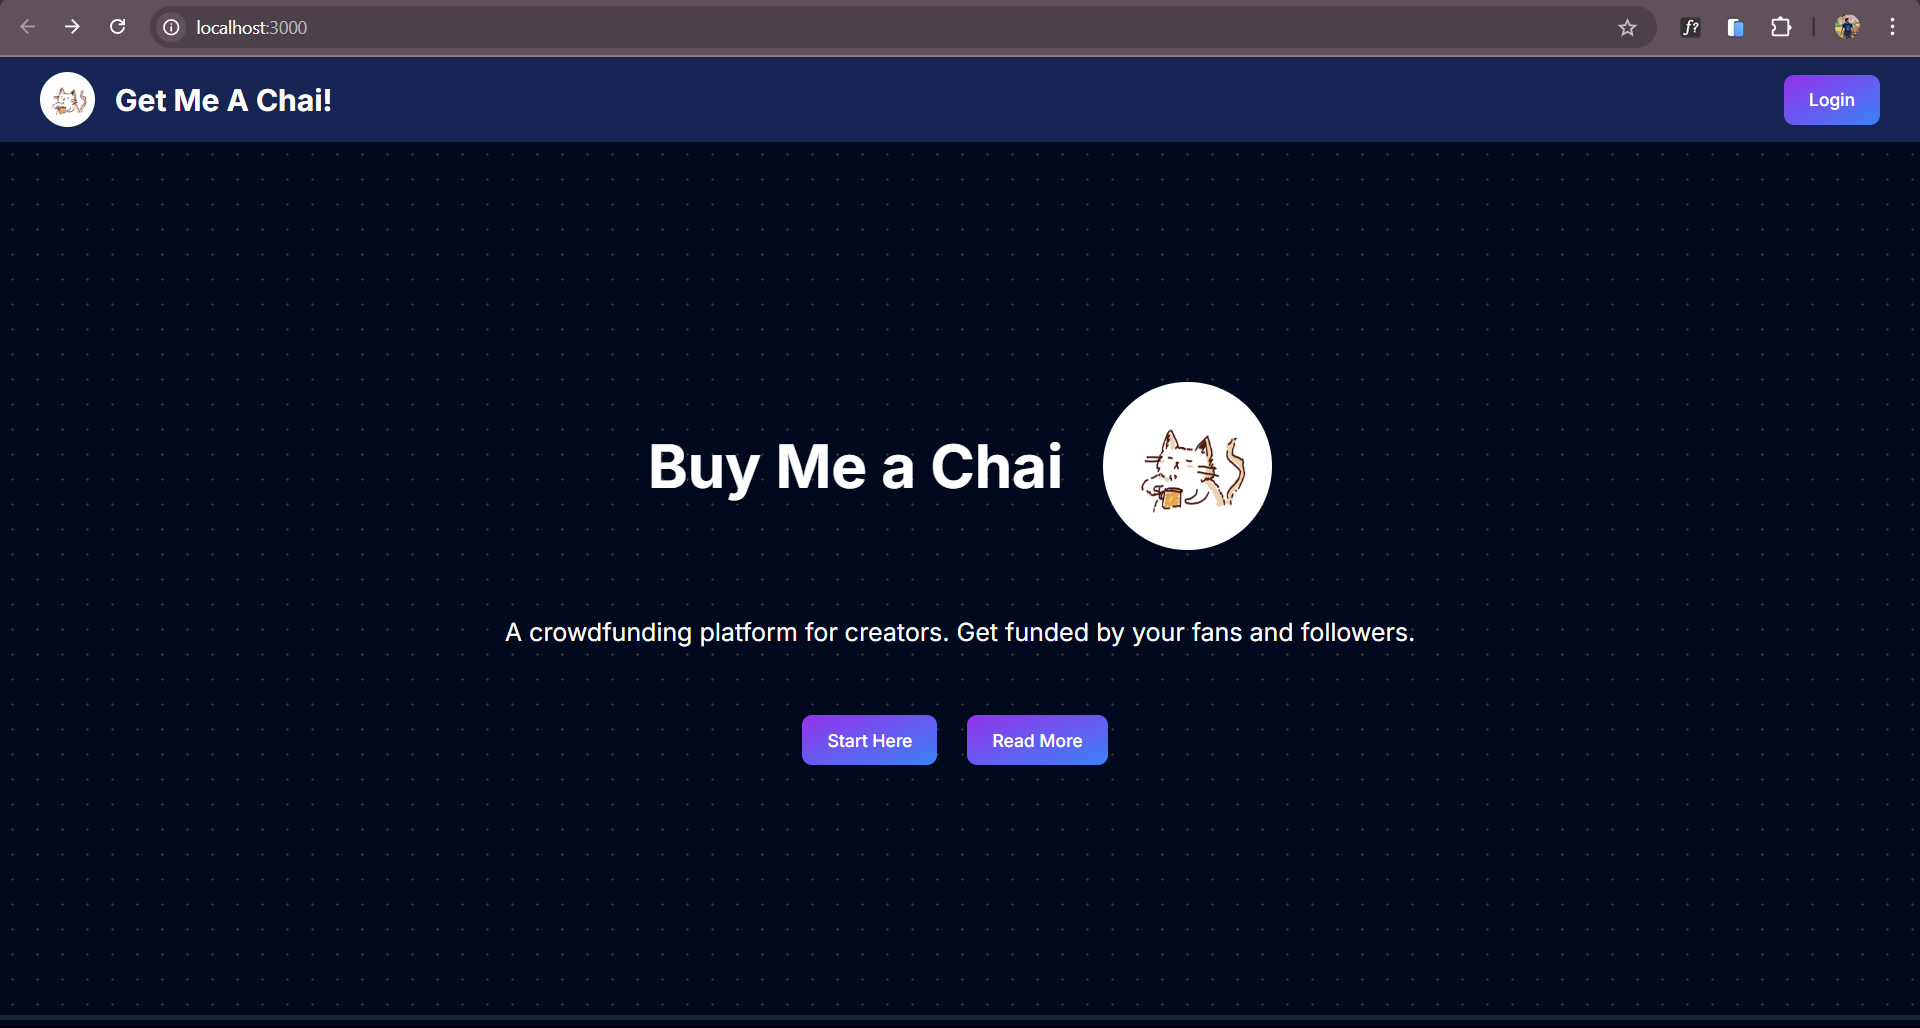 localhost:3000
f?
Get Me A Chai!
Login
Buy Me a Chai
A crowdfunding platform for creators. Get funded by your fans and followers.
Start Here
Read More